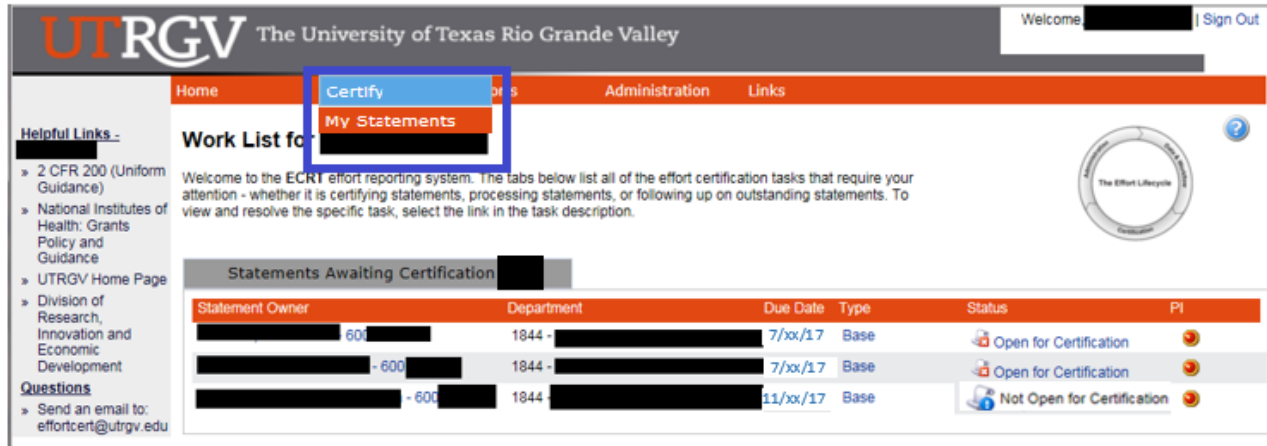 UTRGV The University of Texas Rio Grande Valley
Welcome, | Sign Out
Home Certify Administration Links
My Statements
Helpful Links -
» 2 CFR 200 (Uniform
Guidance)
» National Institutes of
Health: Grants
Policy and
Guidance
» UTRGV Home Page
» Division of
Research,
Innovation and
Economic
Development
Questions
» Send an email to:
effortcert@utrgv.edu
Work List for
Welcome to the ECRT effort reporting system. The tabs below list all of the effort certification tasks that require your
attention - whether it is certifying statements, processing statements, or following up on outstanding statements. To
view and resolve the specific task, select the link in the task description.
The Effort Lifecycle
Certification
Statements Awaiting Certification
Statement Owner Department Due Date Type Status PI
- 600 1844 - 7/xx/17 Base Open for Certification
- 600 1844 - 7/xx/17 Base Open for Certification
- 600 1844 - 11/xx/17 Base Not Open for Certification